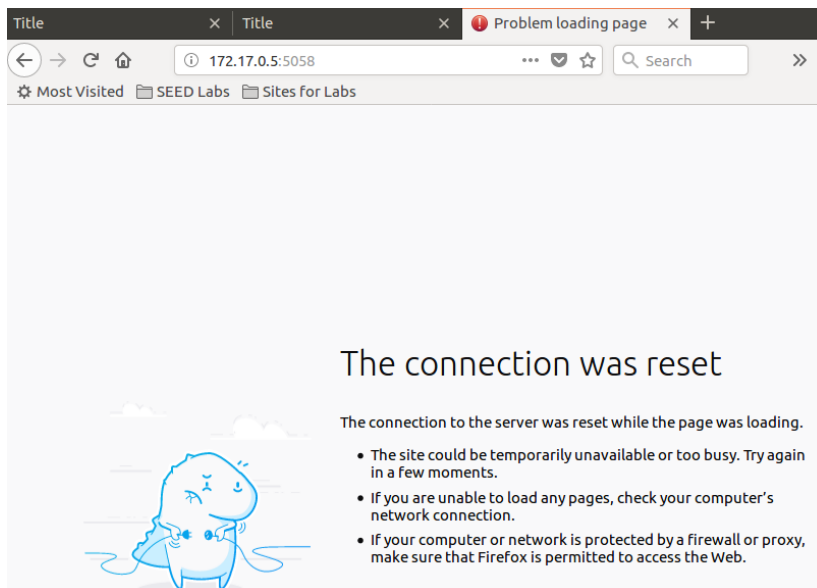 Title
Title
Problem loading page
172.17.0.5:5058
Search
Most Visited
SEED Labs
Sites for Labs
The connection was reset
The connection to the server was reset while the page was loading.
The site could be temporarily unavailable or too busy. Try again
in a few moments.
If you are unable to load any pages, check your computer’s
network connection.
If your computer or network is protected by a firewall or proxy,
make sure that Firefox is permitted to access the Web.